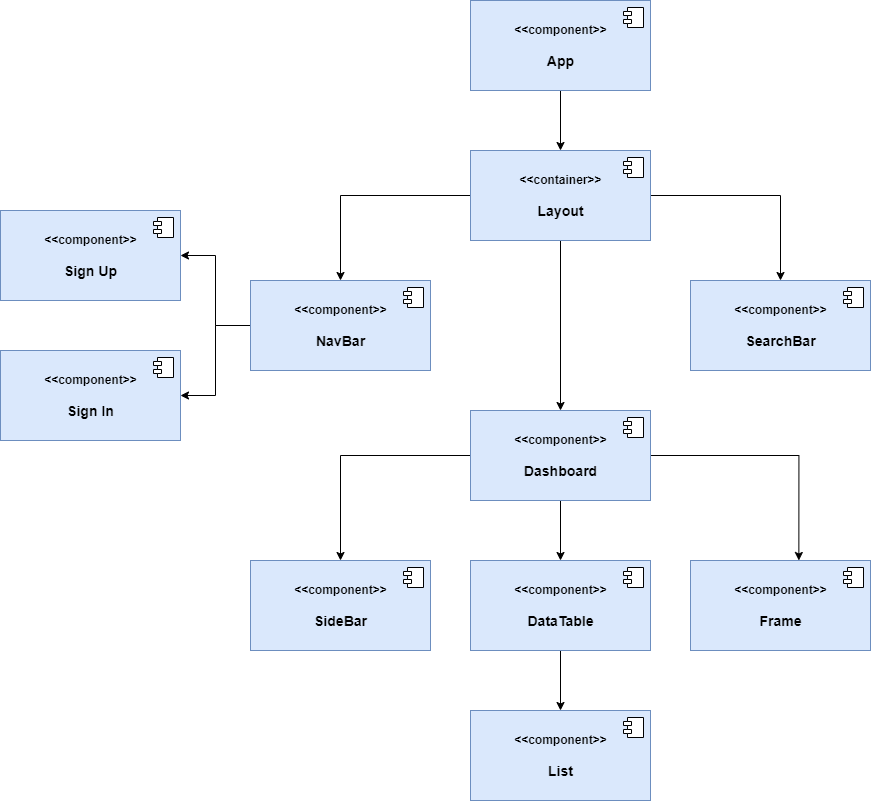 <<component>>
App
<<container>>
Layout
<<component>>
Sign Up
<<component>>
NavBar
<<component>>
SearchBar
<<component>>
Sign In
<<component>>
Dashboard
<<component>>
SideBar
<<component>>
DataTable
<<component>>
Frame
<<component>>
List